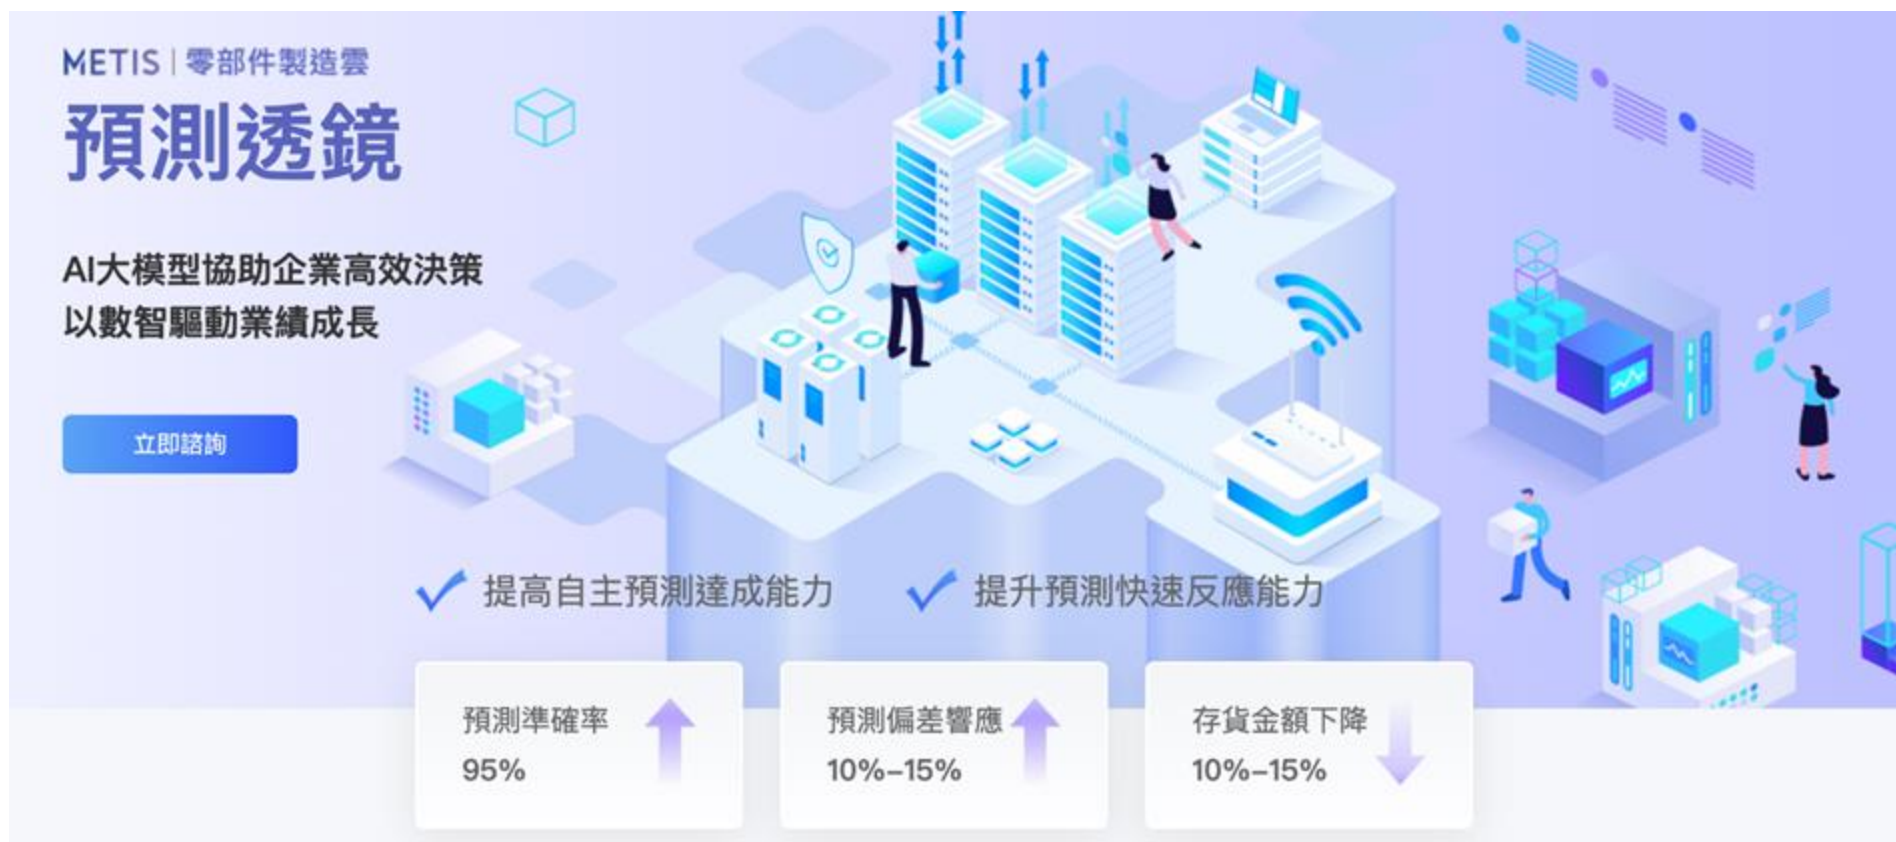 METIS | 零部件製造雲
預測透鏡
AI大模型協助企業高效決策
以數智驅動業績成長
立即諮詢
提高自主預測達成能力
提升預測快速反應能力
預測準確率
95%
預測偏差響應
10%–15%
存貨金額下降
10%–15%